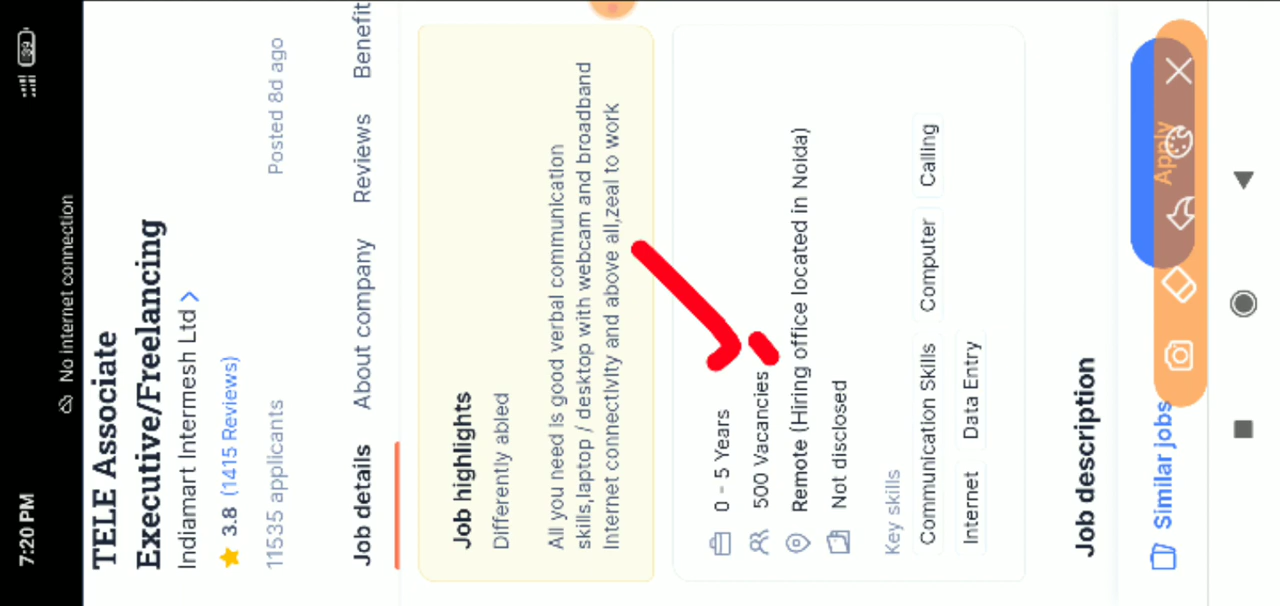 7:20 PM
39
No internet connection
TELE Associate
Executive/Freelancing
Indiamart Intermesh Ltd >
3.8 (1415 Reviews)
11535 applicants
Posted 8d ago
Job details
About company
Reviews
Benefit
Job highlights
Differently abled
All you need is good verbal communication
skills,laptop / desktop with webcam and broadband
Internet connectivity and above all,zeal to work
0 - 5 Years
500 Vacancies
Remote (Hiring office located in Noida)
Not disclosed
Key skills
Communication Skills
Computer
Calling
Internet
Data Entry
Job description
Similar jobs
Apply